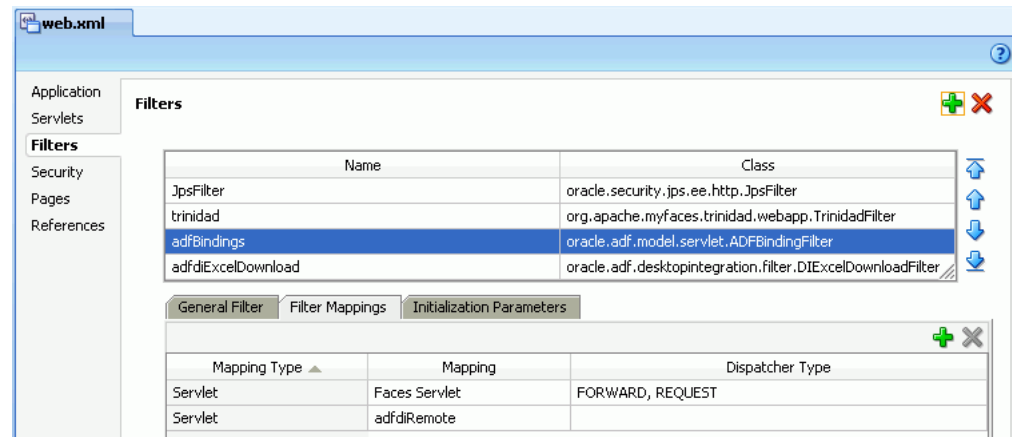 web.xml
Application
Servlets
Filters
Security
Pages
References
Filters
Name Class
JpsFilter oracle.security.jps.ee.http.JpsFilter
trinidad org.apache.myfaces.trinidad.webapp.TrinidadFilter
adfBindings oracle.adf.model.servlet.ADFBindingFilter
adfdiExcelDownload oracle.adf.desktopintegration.filter.DIExcelDownloadFilter
General Filter Filter Mappings Initialization Parameters
Mapping Type Mapping Dispatcher Type
Servlet Faces Servlet FORWARD, REQUEST
Servlet adfdiRemote